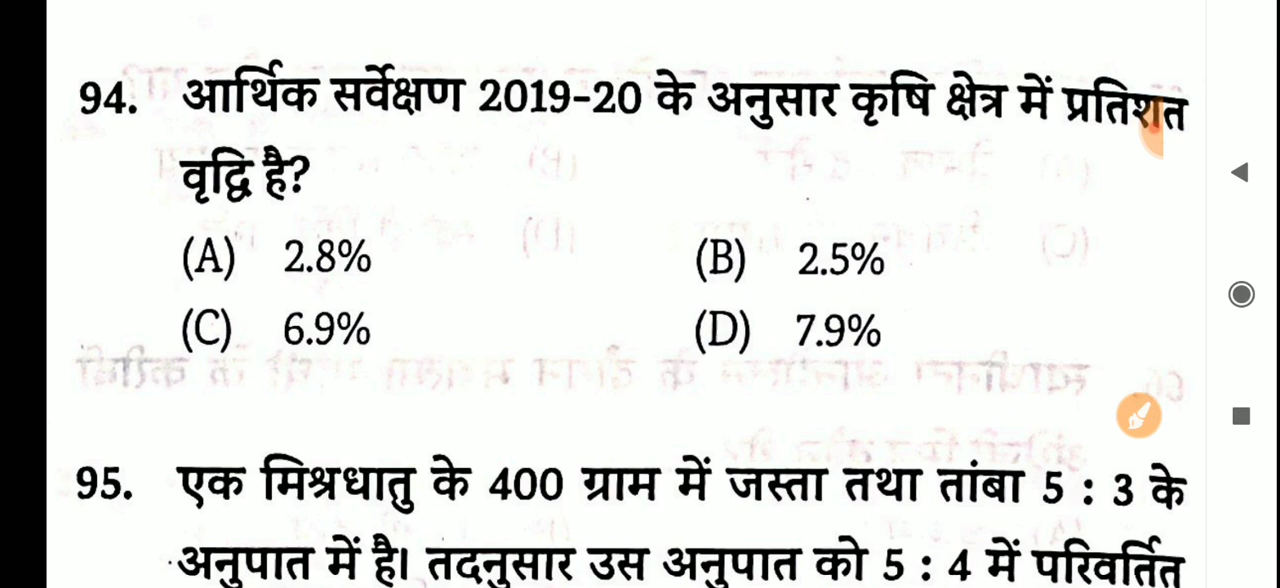 94. आर्थिक सर्वेक्षण 2019-20 के अनुसार कृषि क्षेत्र में प्रतिशत
वृद्धि है?
(A) 2.8% (B) 2.5%
(C) 6.9% (D) 7.9%
95. एक मिश्रधातु के 400 ग्राम में जस्ता तथा तांबा 5 : 3 के
अनुपात में है। तदनुसार उस अनुपात को 5 : 4 में परिवर्तित